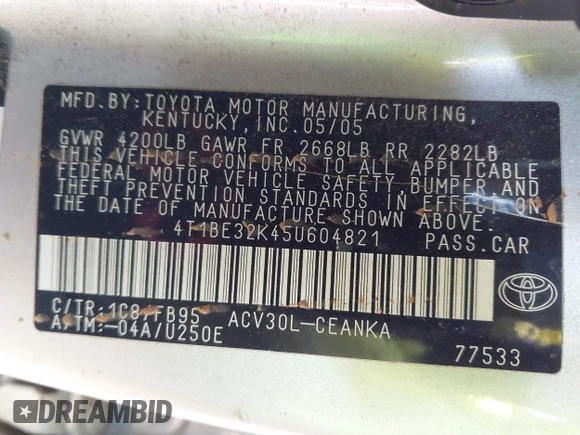 MFD.BY:TOYOTA MOTOR MANUFACTURING,
KENTUCKY,INC.05/05
GVWR 4200LB GAWR FR 2668LB RR 2282LB
THIS VEHICLE CONFORMS TO ALL APPLICABLE
FEDERAL MOTOR VEHICLE SAFETY BUMPER,AND
THEFT PREVENTION STANDARDS IN EFFECT ON
THE DATE OF MANUFACTURE SHOWN ABOVE.
4T1BE32K45U604821 PASS.CAR
C/TR:1C8/FB95 ACV30L-CEANKA
A/TM:-04A/U250E
77533
DREAMBID